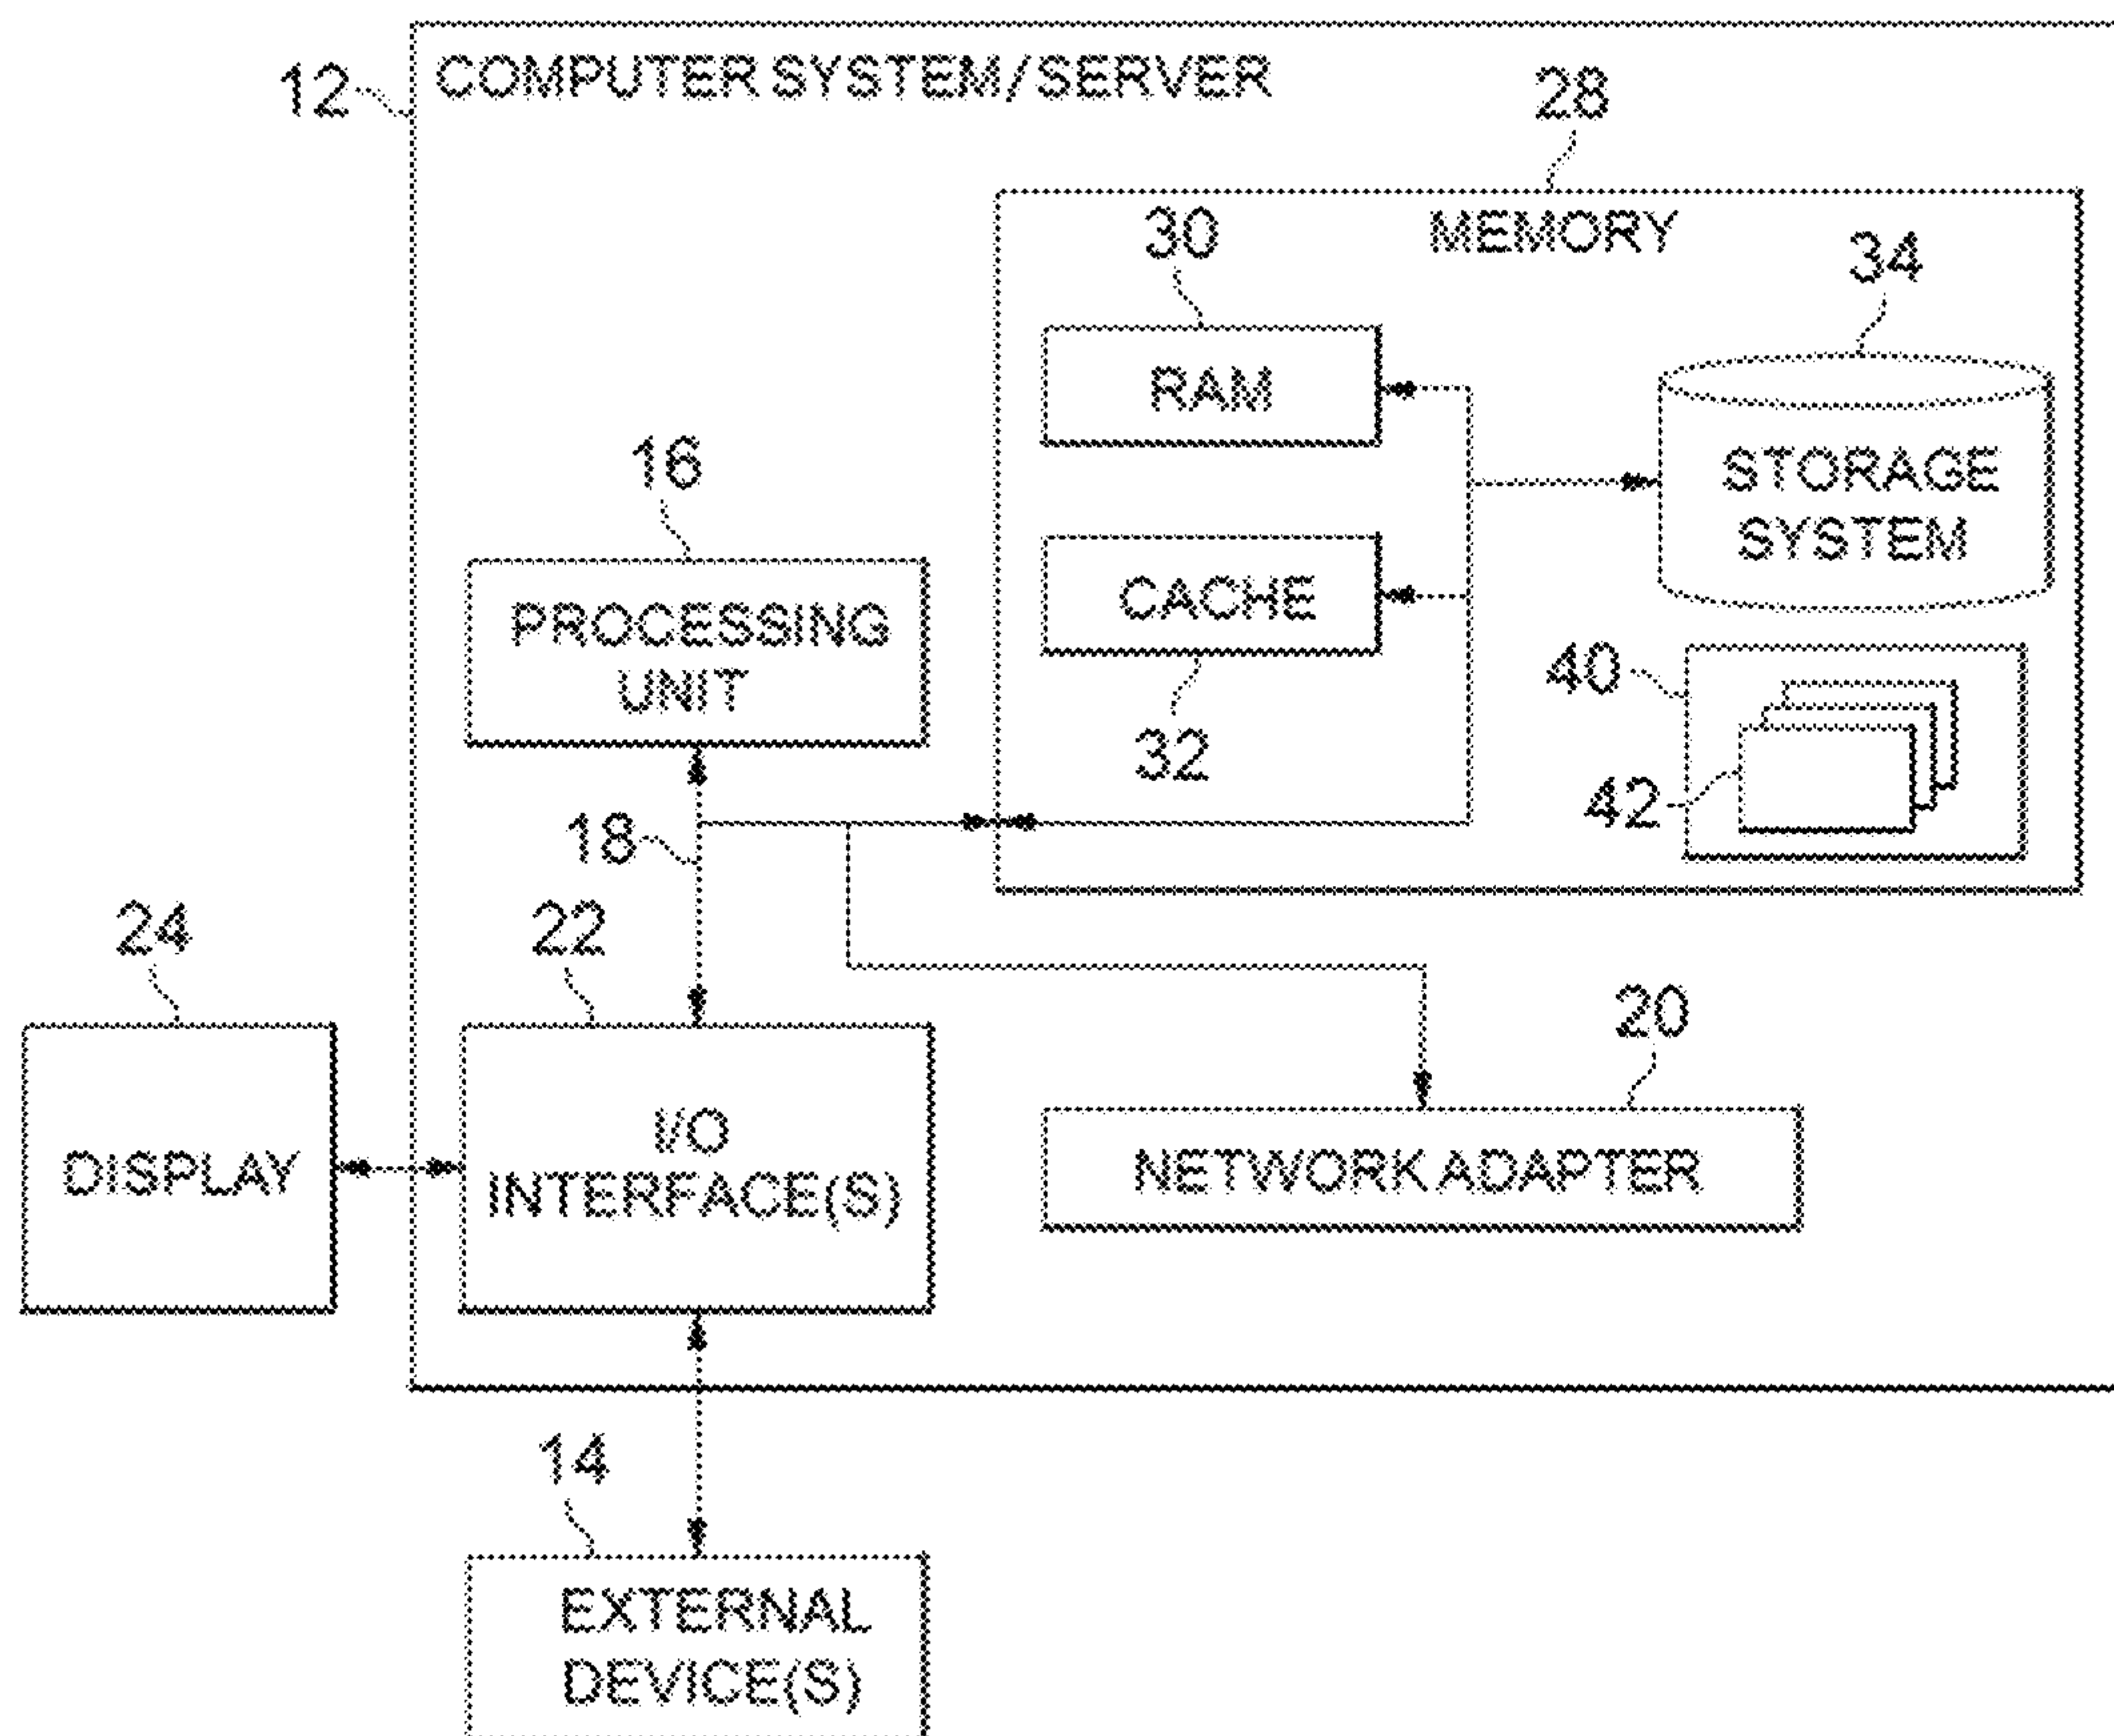 12
COMPUTER SYSTEM / SERVER
28
MEMORY
30
34
RAM
16
STORAGE
SYSTEM
PROCESSING
UNIT
CACHE
32
40
42
18
24
22
20
DISPLAY
I/O
INTERFACE(S)
NETWORK ADAPTER
14
EXTERNAL
DEVICE(S)